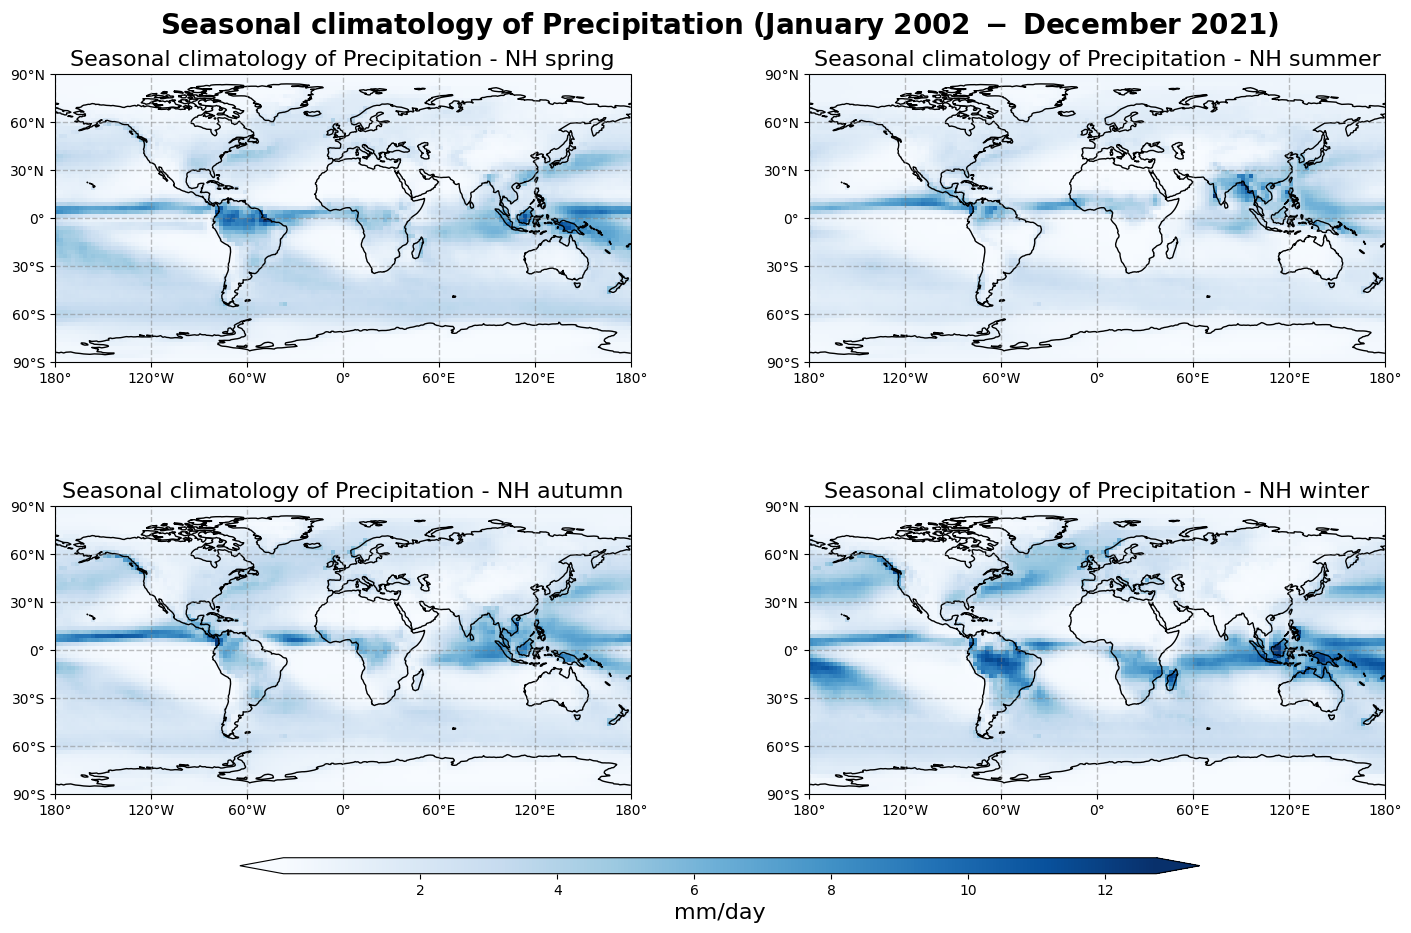 Seasonal climatology of Precipitation (January 2002 − December 2021)
Seasonal climatology of Precipitation - NH spring
90°N
60°N
30°N
0°
30°S
60°S
90°S
180° 120°W 60°W 0° 60°E 120°E 180°
Seasonal climatology of Precipitation - NH summer
90°N
60°N
30°N
0°
30°S
60°S
90°S
180° 120°W 60°W 0° 60°E 120°E 180°
Seasonal climatology of Precipitation - NH autumn
90°N
60°N
30°N
0°
30°S
60°S
90°S
180° 120°W 60°W 0° 60°E 120°E 180°
Seasonal climatology of Precipitation - NH winter
90°N
60°N
30°N
0°
30°S
60°S
90°S
180° 120°W 60°W 0° 60°E 120°E 180°
2 4 6 8 10 12
mm/day